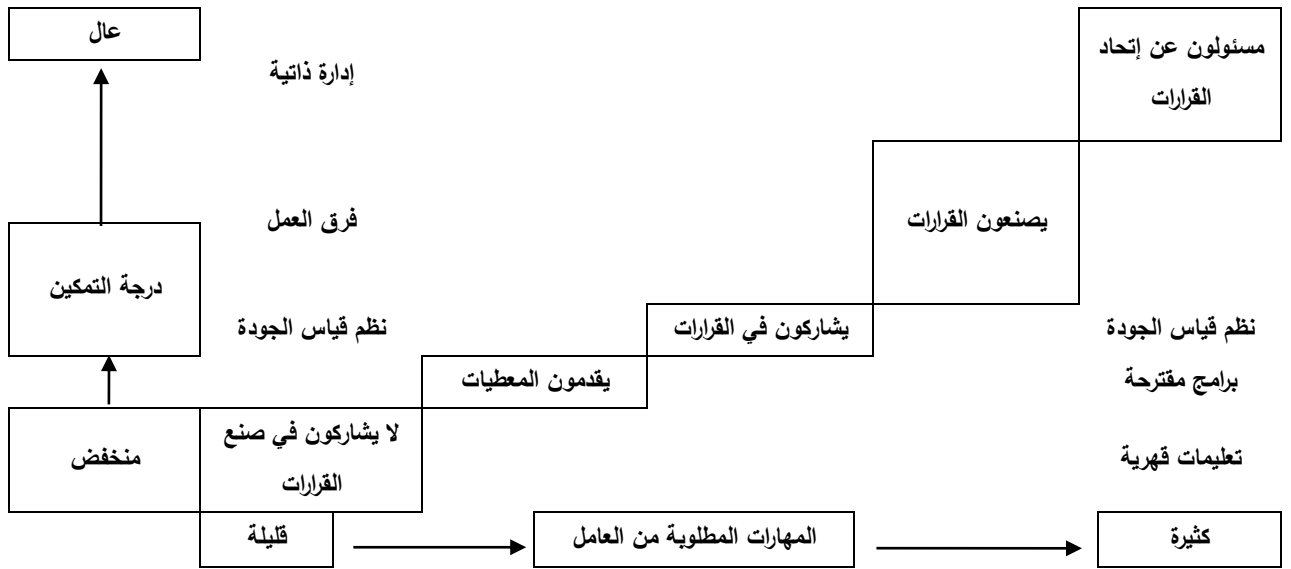 عال
مسئولون عن إتحاد
القرارات
إدارة ذاتية
فرق العمل
يصنعون القرارات
درجة التمكين
نظم قياس الجودة
يشاركون في القرارات
نظم قياس الجودة
يقدمون المعطيات
برامج مقترحة
منخفض
لا يشاركون في صنع
القرارات
تعليمات قهرية
قليلة
المهارات المطلوبة من العامل
كثيرة